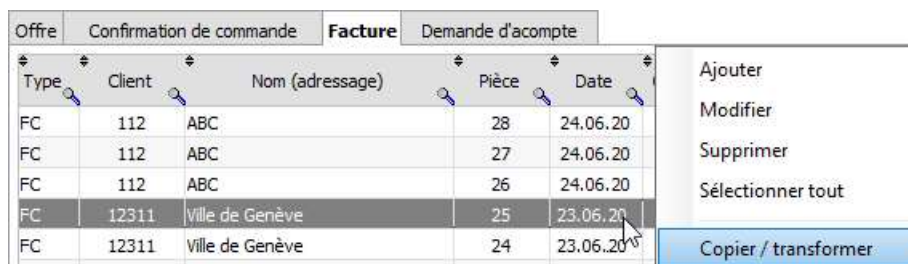 Offre Confirmation de commande Facture Demande d'acompte
Type Client Nom (adressage) Pièce Date
FC 112 ABC 28 24.06.20
FC 112 ABC 27 24.06.20
FC 112 ABC 26 24.06.20
FC 12311 Ville de Genève 25 23.06.20
FC 12311 Ville de Genève 24 23.06.20
Ajouter
Modifier
Supprimer
Sélectionner tout
Copier / transformer